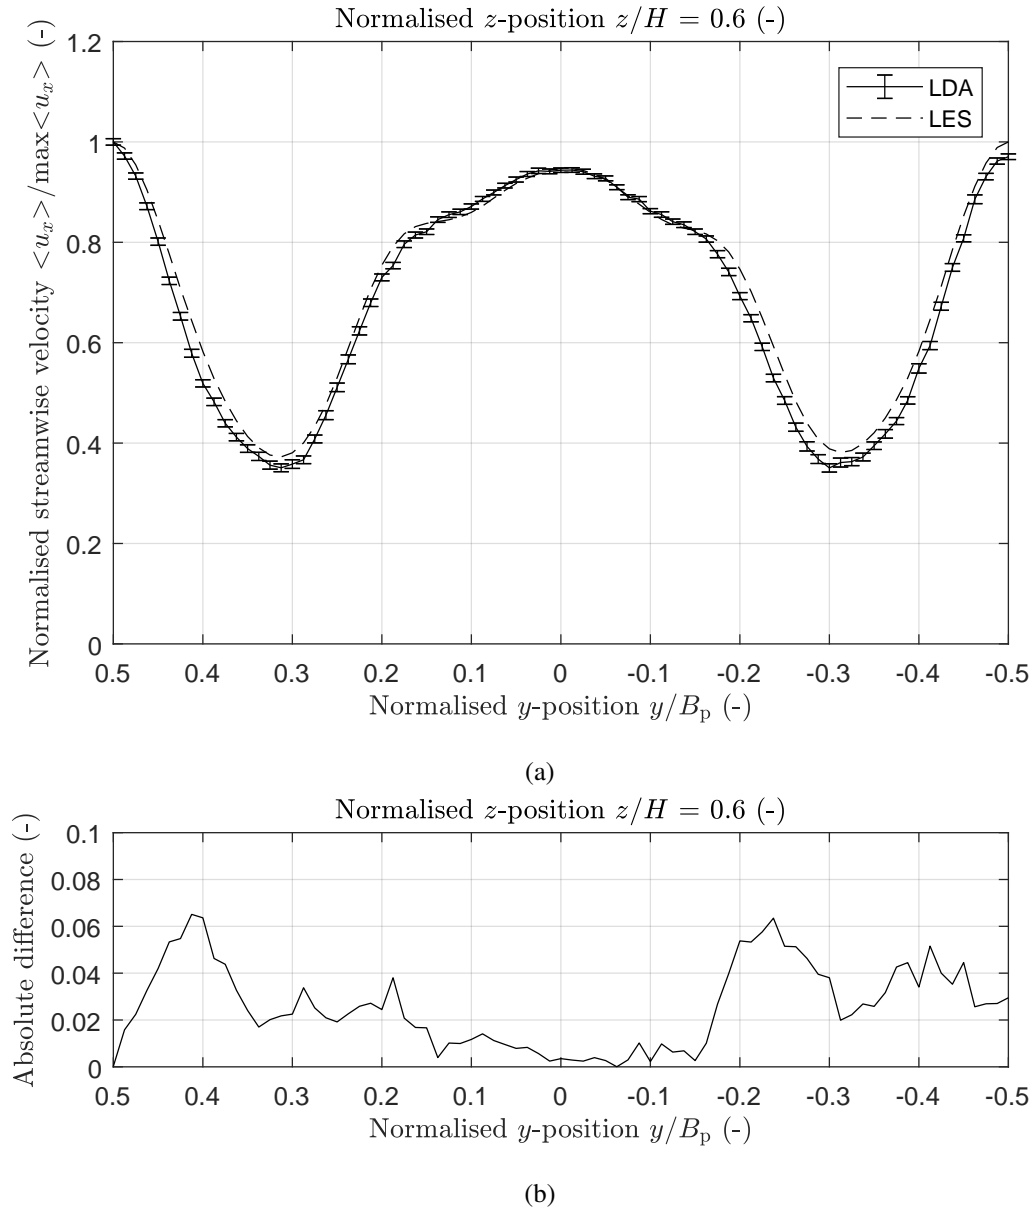 Normalised z-position z/H = 0.6 (-)
Normalised streamwise velocity <u_x>/max<u_x> (-)
1.2
1
0.8
0.6
0.4
0.2
0
LDA
LES
0.5 0.4 0.3 0.2 0.1 0 -0.1 -0.2 -0.3 -0.4 -0.5
Normalised y-position y/B_p (-)
(a)
Normalised z-position z/H = 0.6 (-)
Absolute difference (-)
0.1
0.08
0.06
0.04
0.02
0
0.5 0.4 0.3 0.2 0.1 0 -0.1 -0.2 -0.3 -0.4 -0.5
Normalised y-position y/B_p (-)
(b)